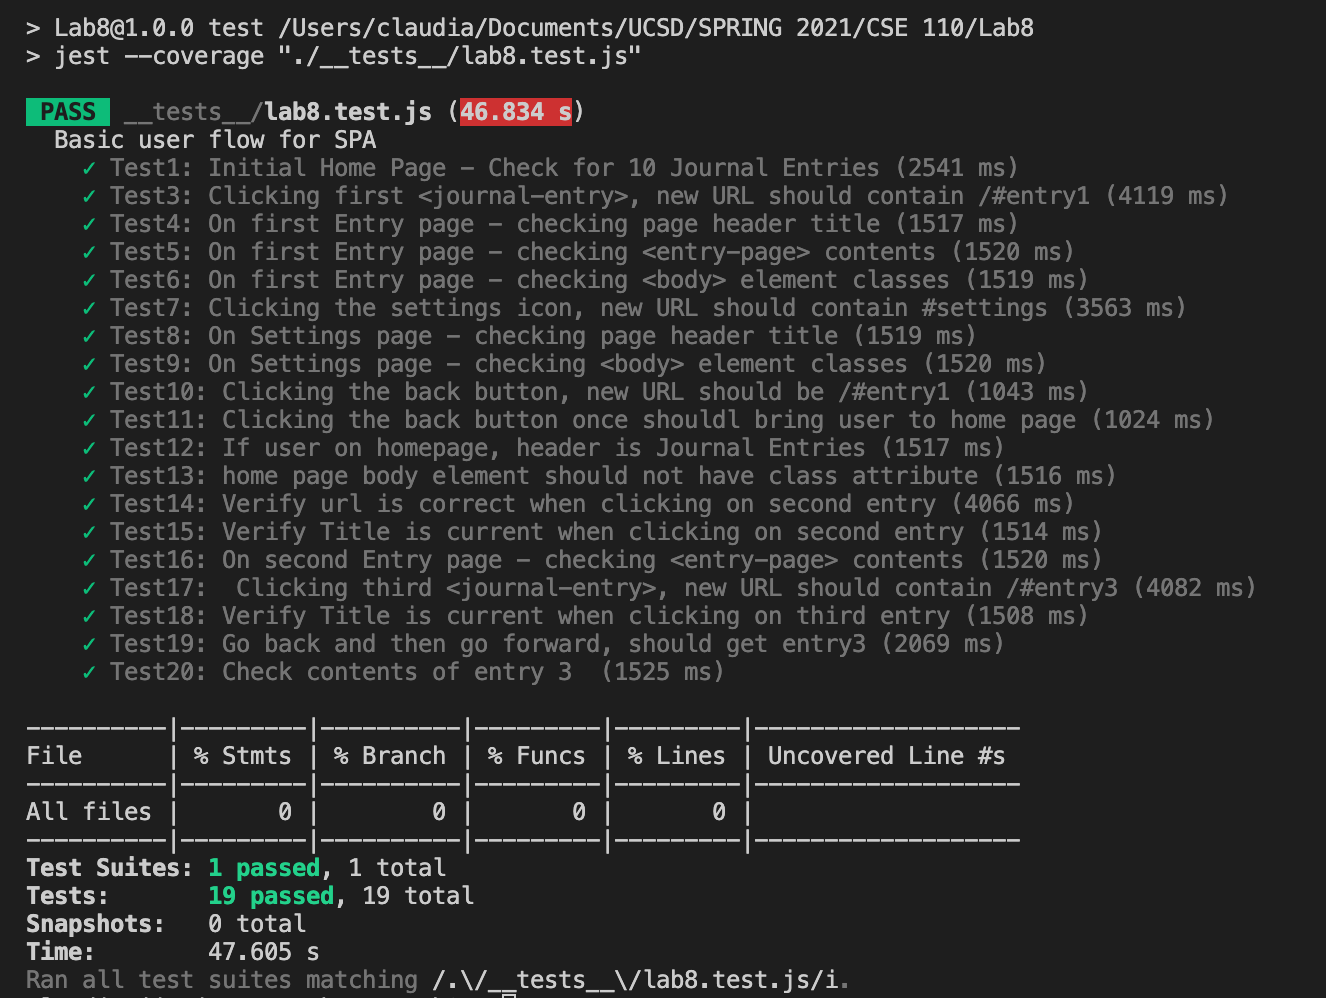 > Lab8@1.0.0 test /Users/claudia/Documents/UCSD/SPRING 2021/CSE 110/Lab8
> jest --coverage "./__tests__/lab8.test.js"
PASS __tests__/lab8.test.js (46.834 s)
Basic user flow for SPA
✓ Test1: Initial Home Page - Check for 10 Journal Entries (2541 ms)
✓ Test3: Clicking first <journal-entry>, new URL should contain /#entry1 (4119 ms)
✓ Test4: On first Entry page - checking page header title (1517 ms)
✓ Test5: On first Entry page - checking <entry-page> contents (1520 ms)
✓ Test6: On first Entry page - checking <body> element classes (1519 ms)
✓ Test7: Clicking the settings icon, new URL should contain #settings (3563 ms)
✓ Test8: On Settings page - checking page header title (1519 ms)
✓ Test9: On Settings page - checking <body> element classes (1520 ms)
✓ Test10: Clicking the back button, new URL should be /#entry1 (1043 ms)
✓ Test11: Clicking the back button once shouldl bring user to home page (1024 ms)
✓ Test12: If user on homepage, header is Journal Entries (1517 ms)
✓ Test13: home page body element should not have class attribute (1516 ms)
✓ Test14: Verify url is correct when clicking on second entry (4066 ms)
✓ Test15: Verify Title is current when clicking on second entry (1514 ms)
✓ Test16: On second Entry page - checking <entry-page> contents (1520 ms)
✓ Test17:  Clicking third <journal-entry>, new URL should contain /#entry3 (4082 ms)
✓ Test18: Verify Title is current when clicking on third entry (1508 ms)
✓ Test19: Go back and then go forward, should get entry3 (2069 ms)
✓ Test20: Check contents of entry 3  (1525 ms)
----------|---------|----------|---------|---------|-------------------
File      | % Stmts | % Branch | % Funcs | % Lines | Uncovered Line #s
----------|---------|----------|---------|---------|-------------------
All files |       0 |        0 |       0 |       0 |
----------|---------|----------|---------|---------|-------------------
Test Suites: 1 passed, 1 total
Tests:       19 passed, 19 total
Snapshots:   0 total
Time:        47.605 s
Ran all test suites matching /.\/__tests__\/lab8.test.js/i.